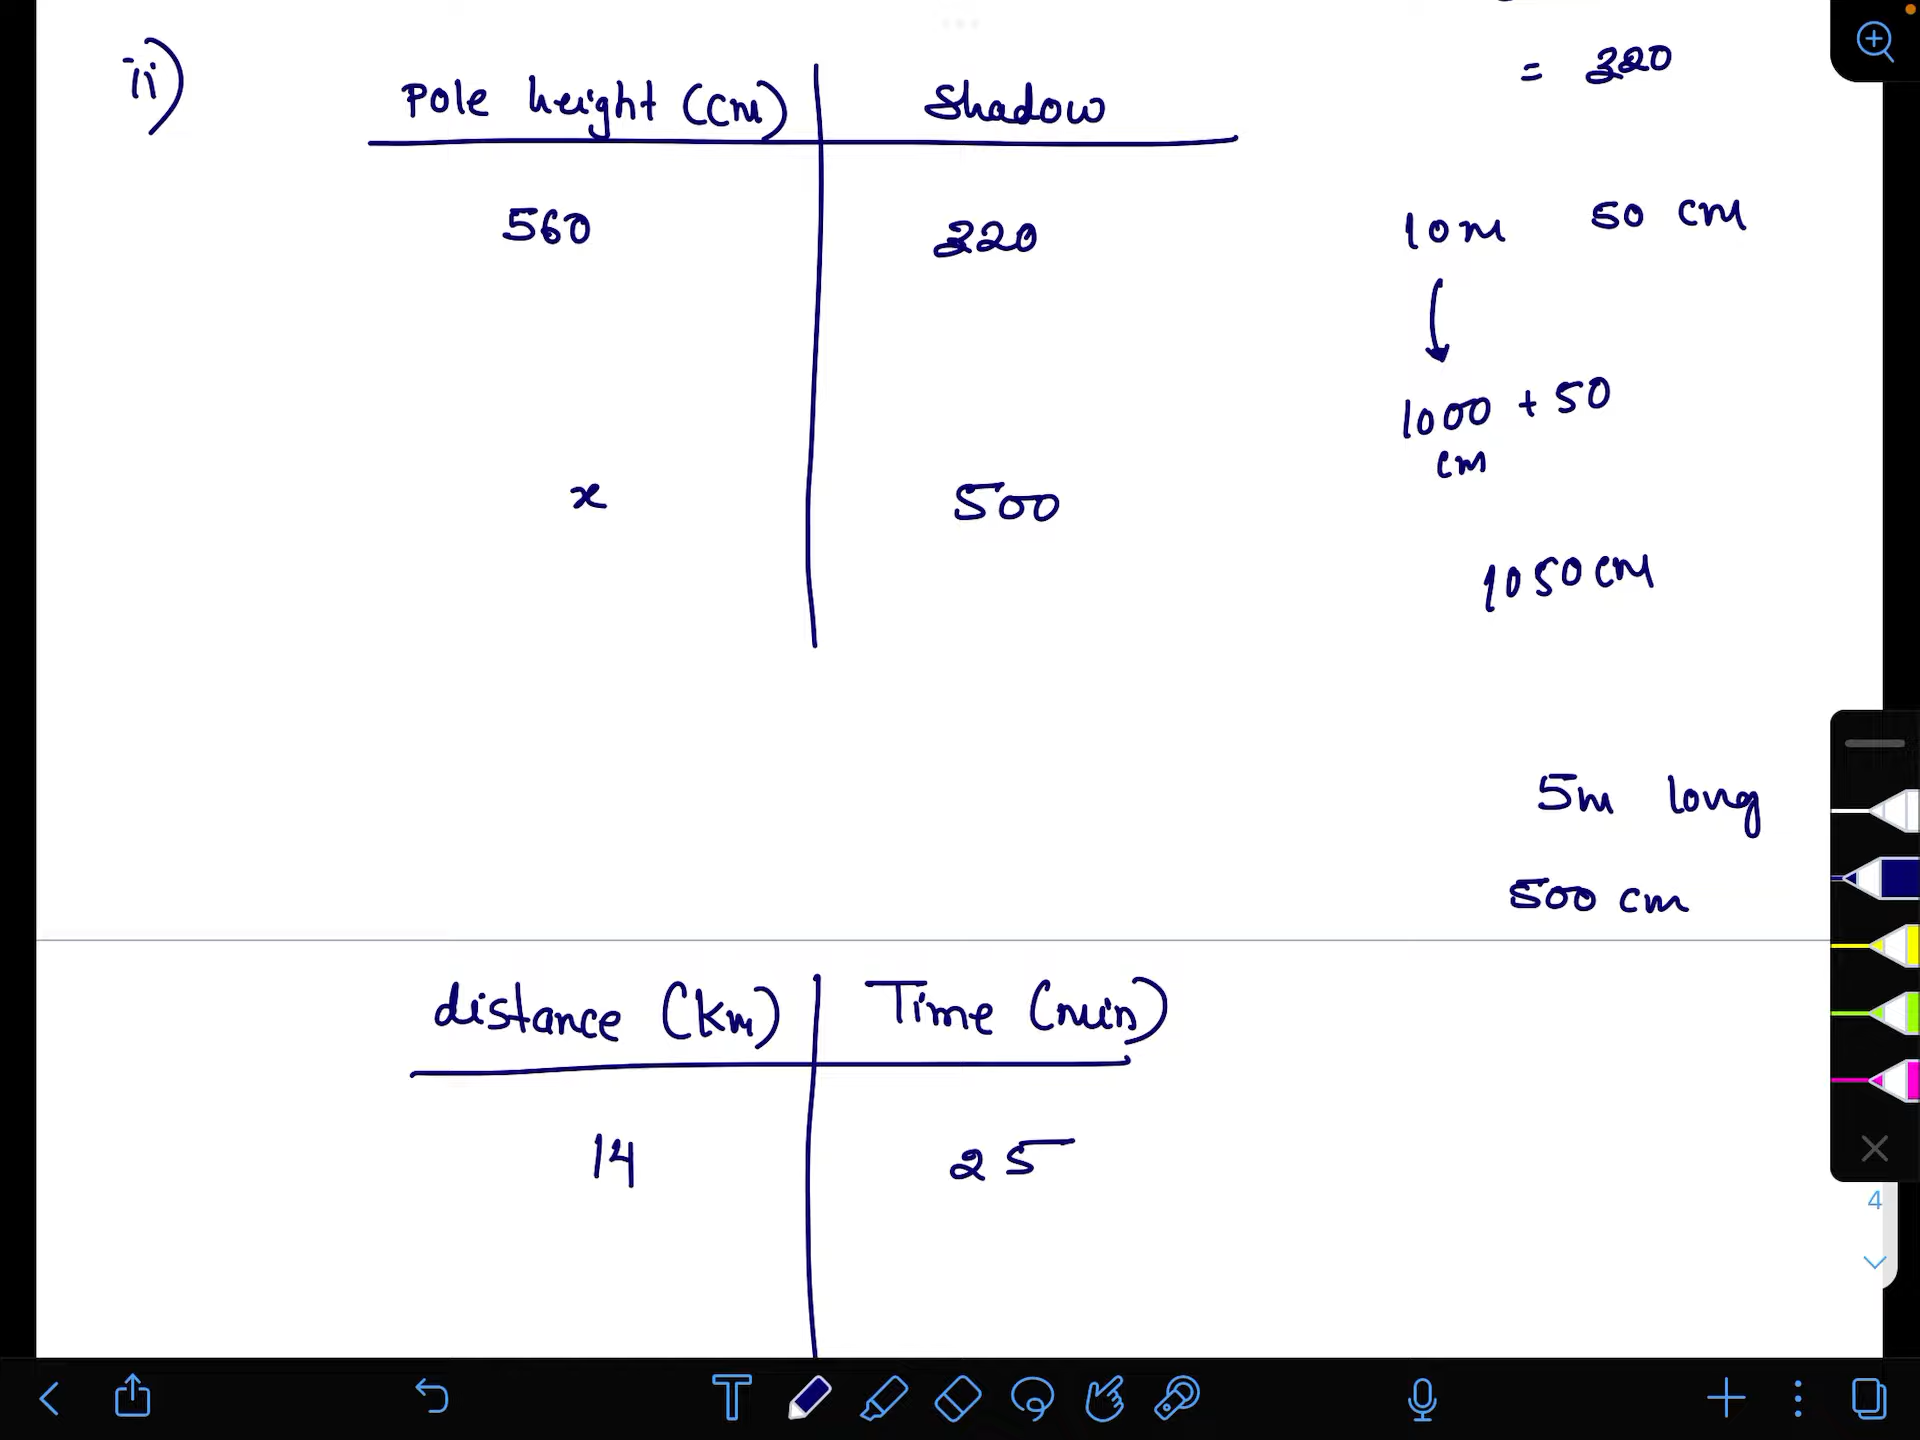 = 320
ii)
Pole height (cm) Shadow
560 320
10m 50 cm
1000 + 50
cm
x 500
1050 cm
5m long
500 cm
distance (km) Time (min)
14 25
4